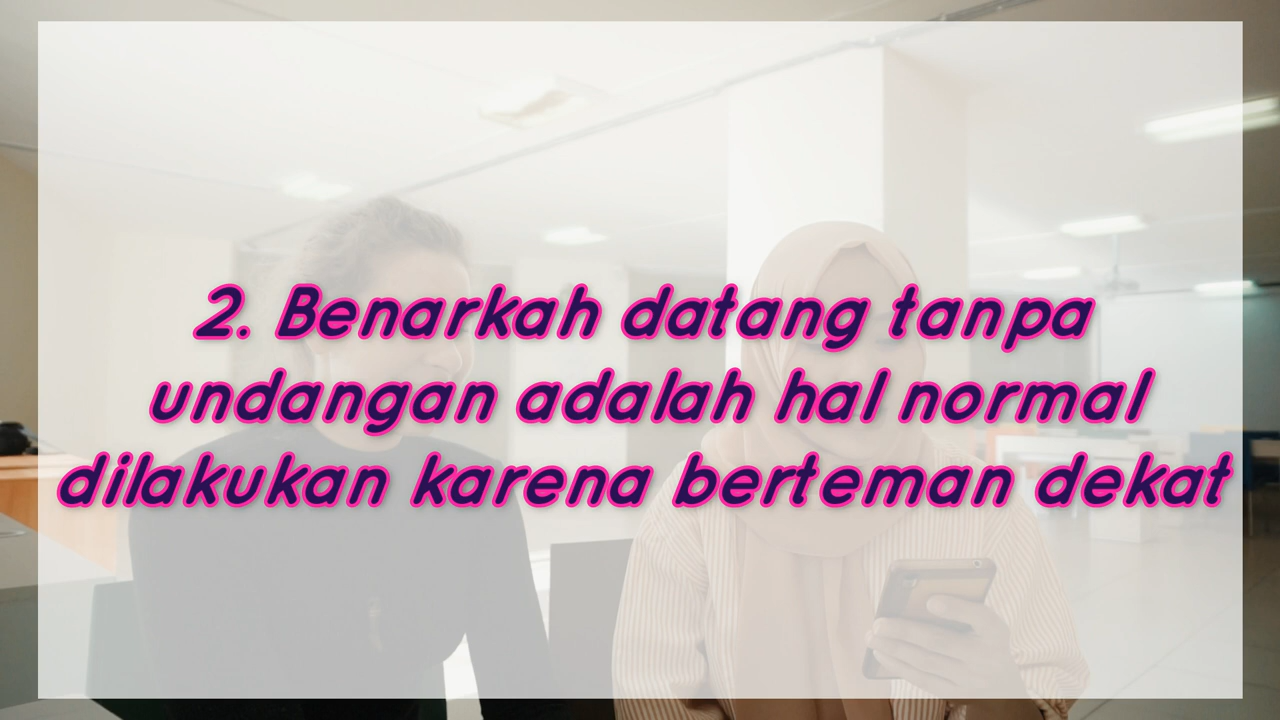 2. Benarkah datang tanpa
undangan adalah hal normal
dilakukan karena berteman dekat